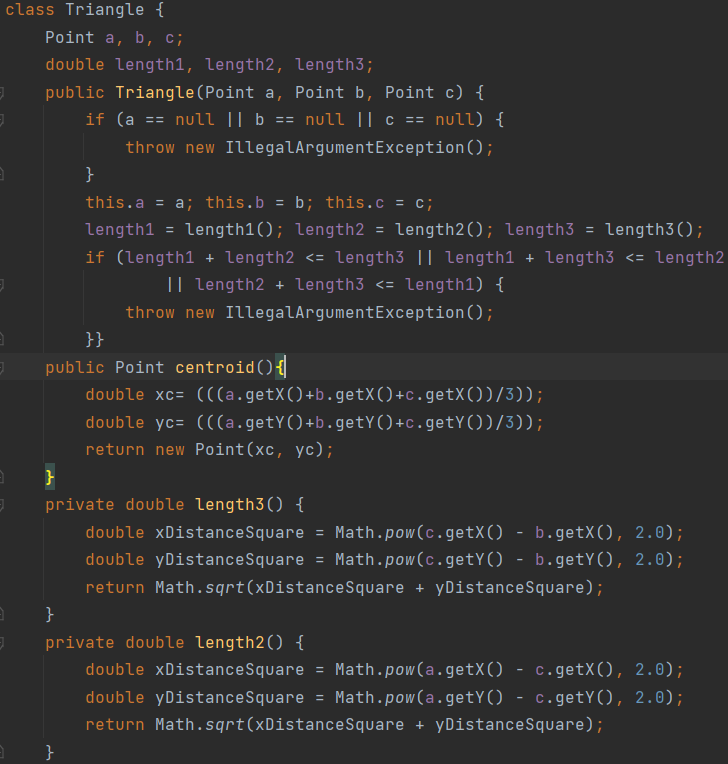 class Triangle {
    Point a, b, c;
    double length1, length2, length3;
    public Triangle(Point a, Point b, Point c) {
        if (a == null || b == null || c == null) {
            throw new IllegalArgumentException();
        }
        this.a = a; this.b = b; this.c = c;
        length1 = length1(); length2 = length2(); length3 = length3();
        if (length1 + length2 <= length3 || length1 + length3 <= length2
                || length2 + length3 <= length1) {
            throw new IllegalArgumentException();
        }}
    public Point centroid(){
        double xc= (((a.getX()+b.getX()+c.getX())/3));
        double yc= (((a.getY()+b.getY()+c.getY())/3));
        return new Point(xc, yc);
    }
    private double length3() {
        double xDistanceSquare = Math.pow(c.getX() - b.getX(), 2.0);
        double yDistanceSquare = Math.pow(c.getY() - b.getY(), 2.0);
        return Math.sqrt(xDistanceSquare + yDistanceSquare);
    }
    private double length2() {
        double xDistanceSquare = Math.pow(a.getX() - c.getX(), 2.0);
        double yDistanceSquare = Math.pow(a.getY() - c.getY(), 2.0);
        return Math.sqrt(xDistanceSquare + yDistanceSquare);
    }